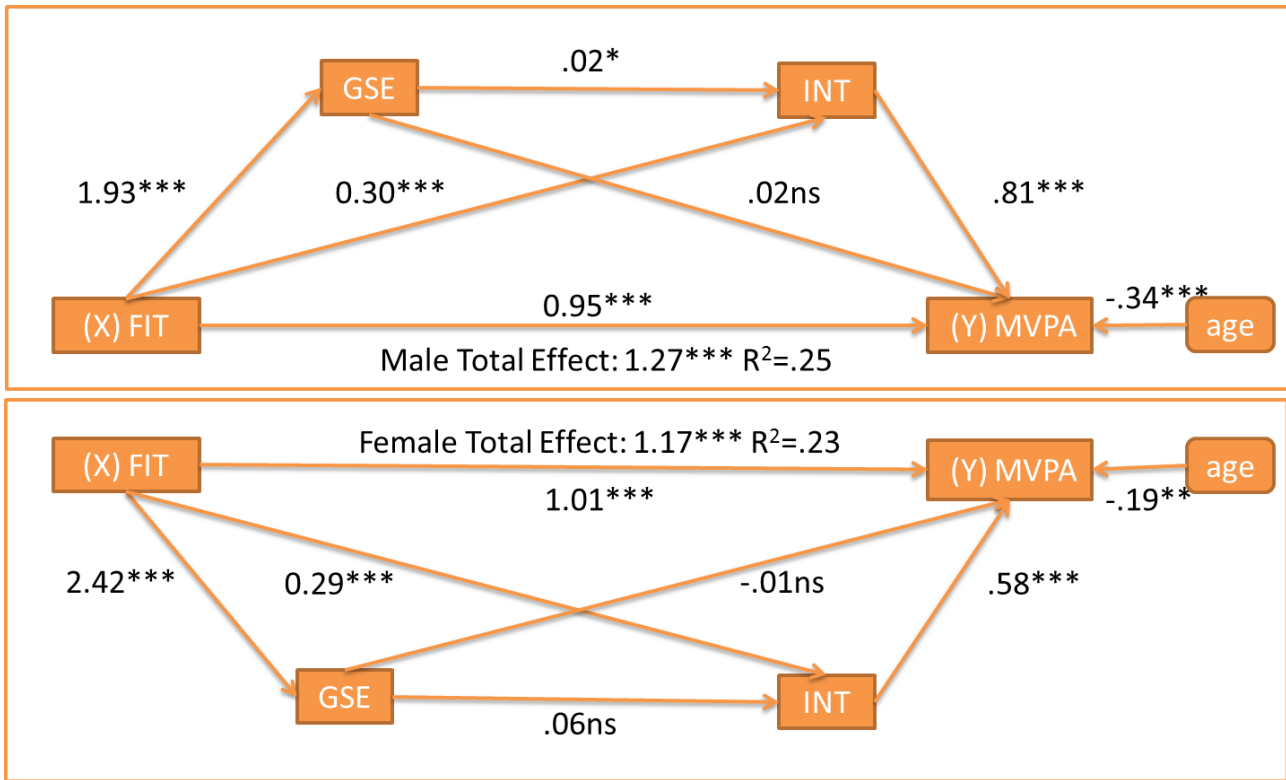 .02*
GSE
INT
1.93***
0.30***
.02ns
.81***
0.95***
-.34***
(X) FIT
(Y) MVPA
age
Male Total Effect: 1.27*** R²=.25
Female Total Effect: 1.17*** R²=.23
(X) FIT
(Y) MVPA
age
1.01***
-.19**
2.42***
0.29***
-.01ns
.58***
GSE
INT
.06ns